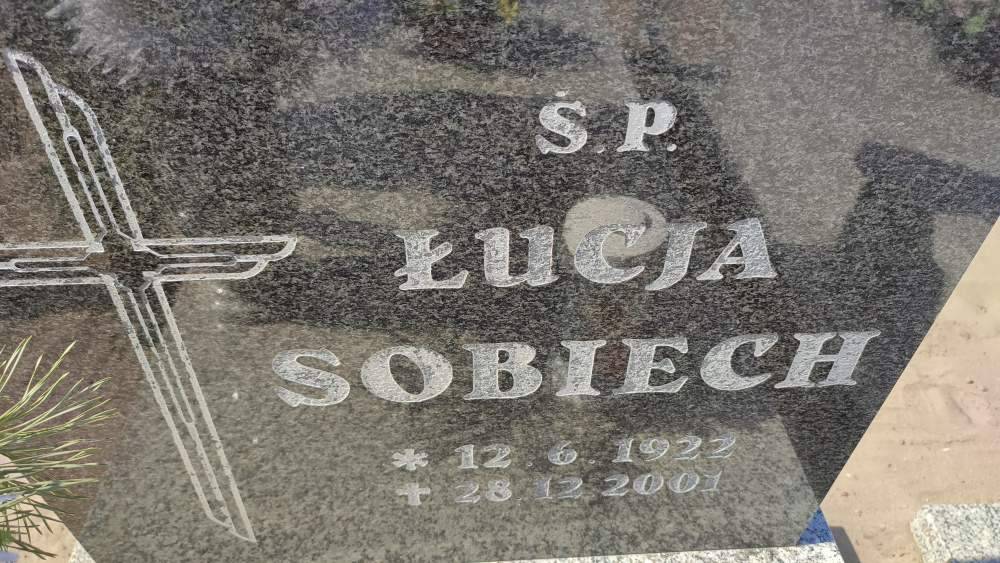 Ś. P.
ŁUCJA
SOBIECH
* 12. 6. 1922
+ 28. 12. 2001